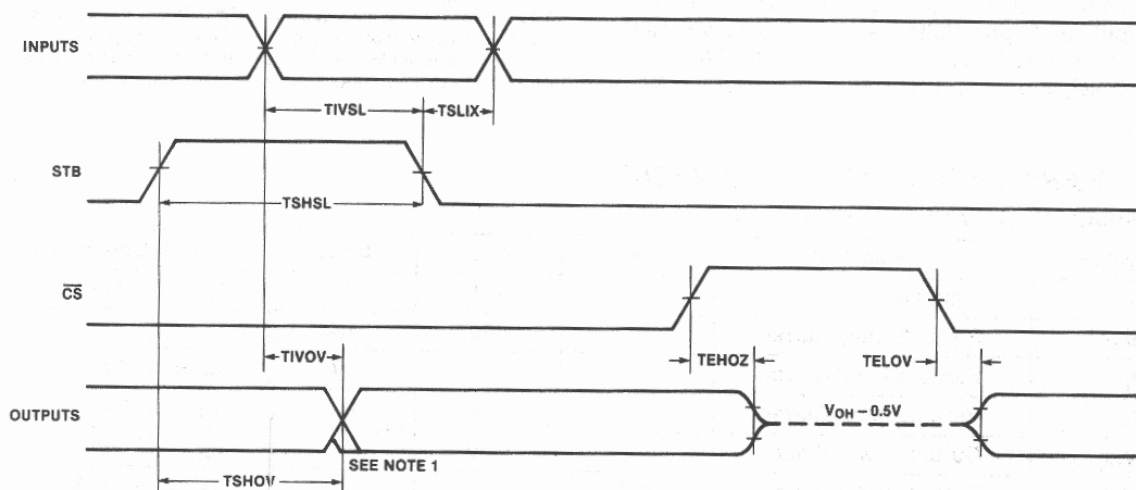 INPUTS
TIVSL
TSLIX
STB
TSHSL
CS
TIVOV
TEHOZ
TELOV
OUTPUTS
VOH – 0.5V
SEE NOTE 1
TSHOV